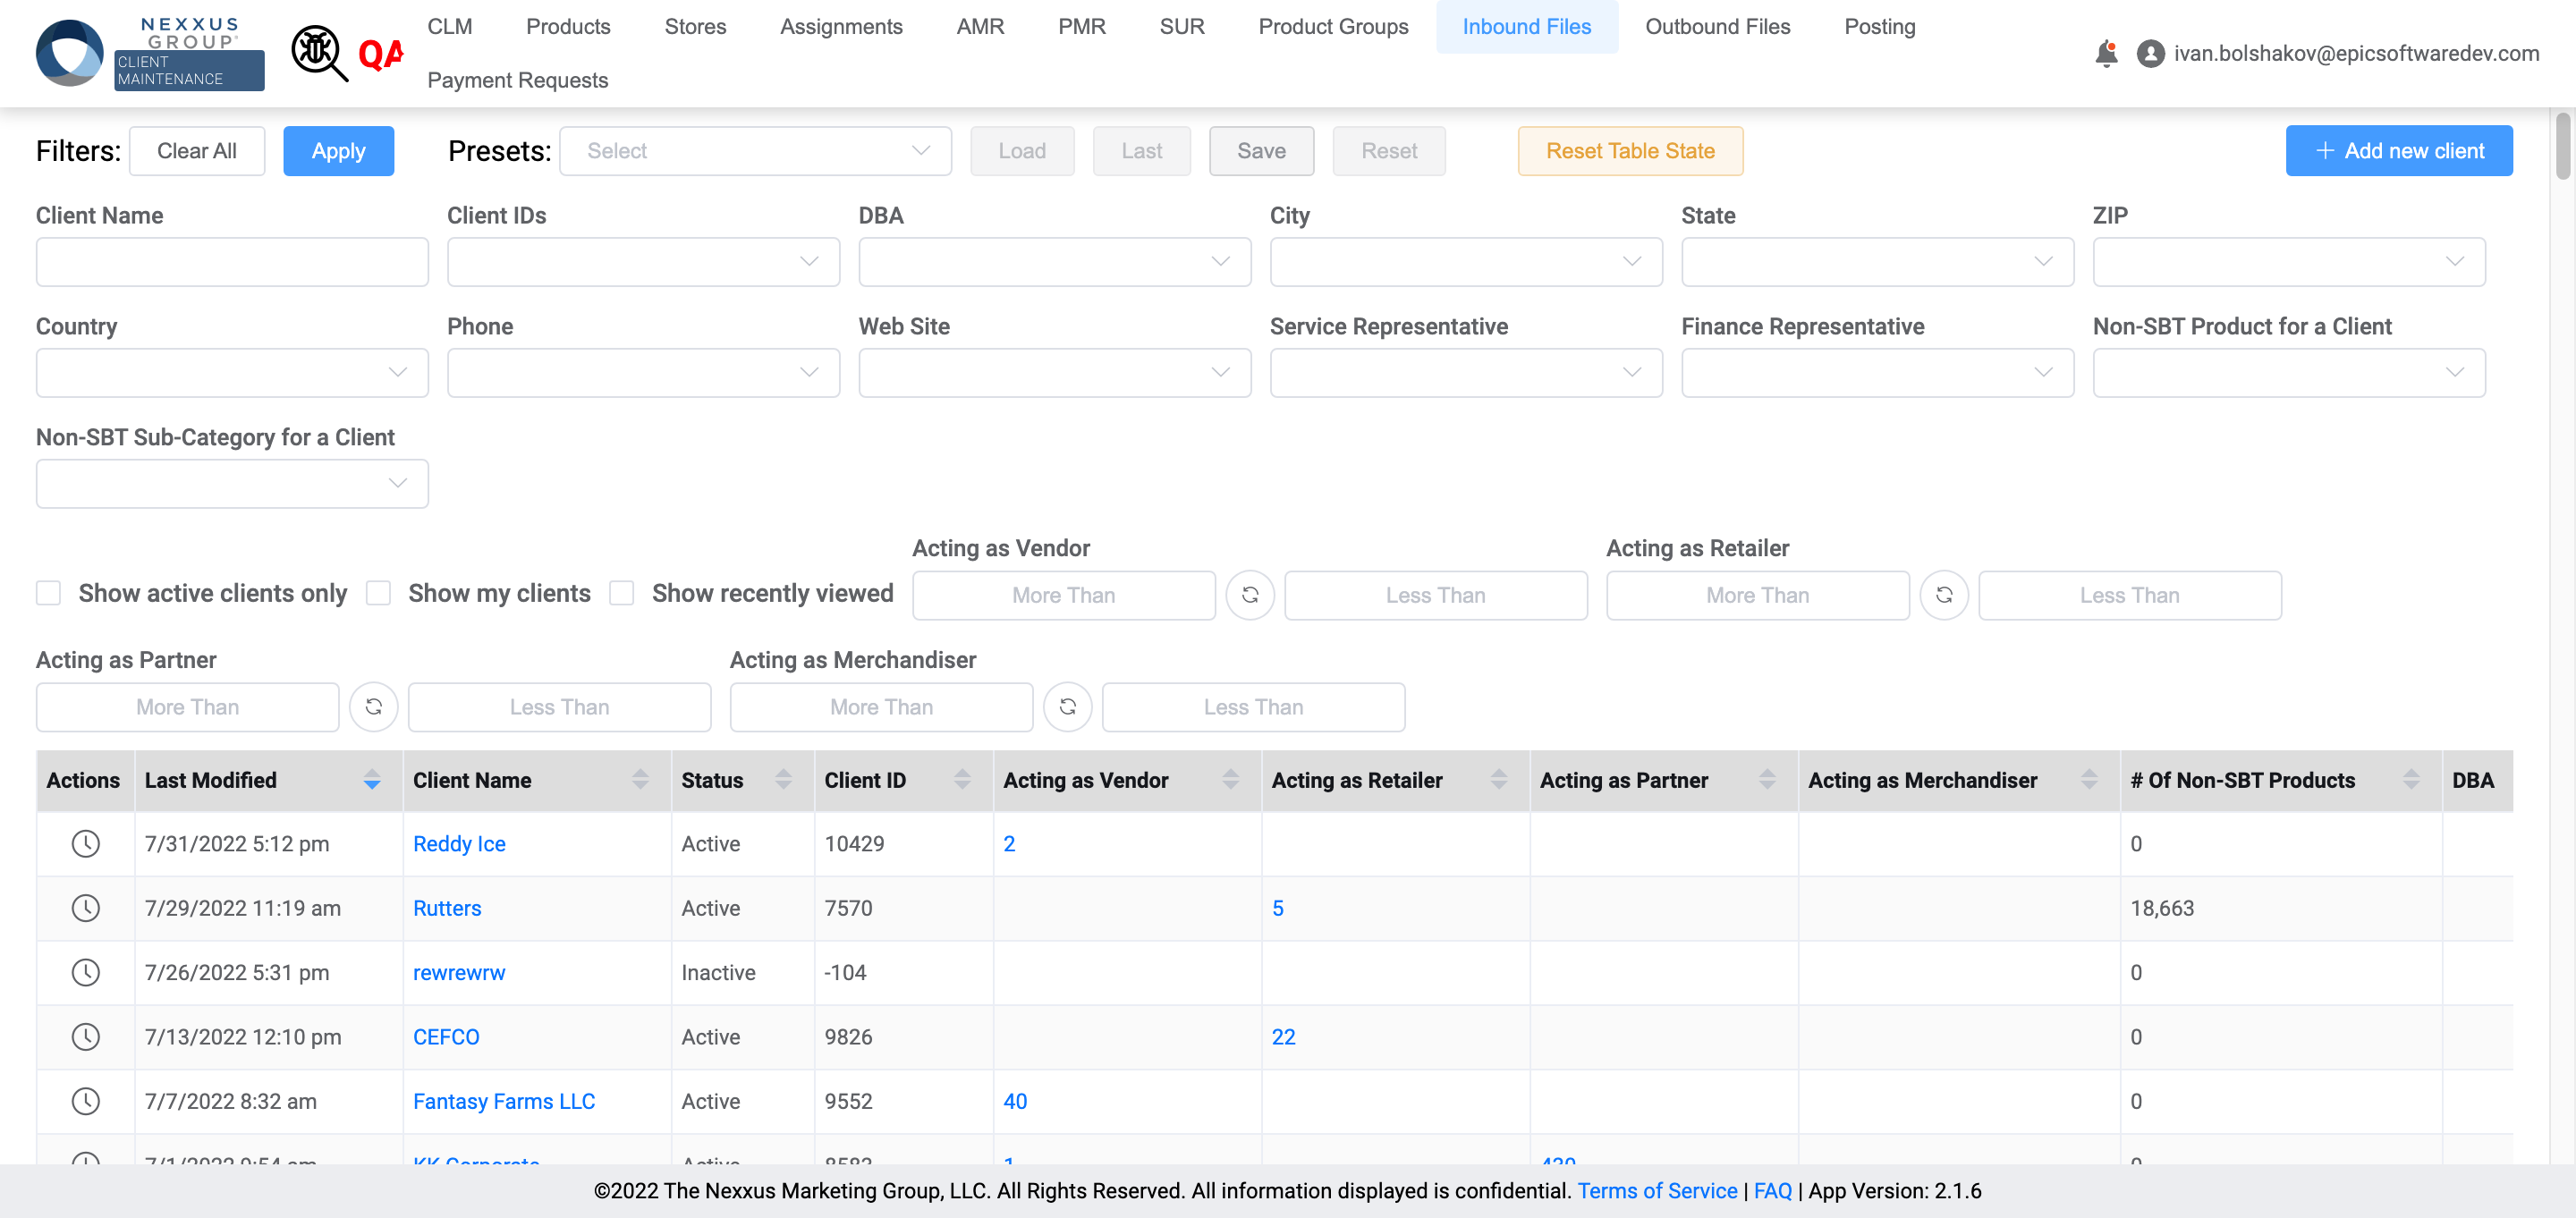 NEXXUS
GROUP
CLIENT
MAINTENANCE
QA
CLM Products Stores Assignments AMR PMR SUR Product Groups Inbound Files Outbound Files Posting
Payment Requests
ivan.bolshakov@epicsoftwaredev.com
Filters: Clear All Apply Presets: Select Load Last Save Reset Reset Table State + Add new client
Client Name Client IDs DBA City State ZIP
Country Phone Web Site Service Representative Finance Representative Non-SBT Product for a Client
Non-SBT Sub-Category for a Client
Acting as Vendor Acting as Retailer
Show active clients only Show my clients Show recently viewed More Than Less Than More Than Less Than
Acting as Partner Acting as Merchandiser
More Than Less Than More Than Less Than
Actions Last Modified Client Name Status Client ID Acting as Vendor Acting as Retailer Acting as Partner Acting as Merchandiser # Of Non-SBT Products DBA
7/31/2022 5:12 pm Reddy Ice Active 10429 2 0
7/29/2022 11:19 am Rutters Active 7570 5 18,663
7/26/2022 5:31 pm rewrewrw Inactive -104 0
7/13/2022 12:10 pm CEFCO Active 9826 22 0
7/7/2022 8:32 am Fantasy Farms LLC Active 9552 40 0
KK Corporate Active 1 0
©2022 The Nexxus Marketing Group, LLC. All Rights Reserved. All information displayed is confidential. Terms of Service | FAQ | App Version: 2.1.6